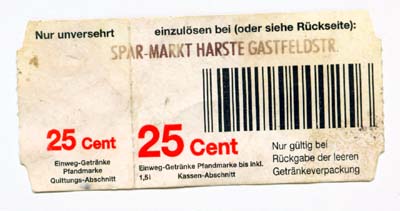 Nur unversehrt
einzulösen bei (oder siehe Rückseite):
SPAR-MARKT HARSTE GASTFELDSTR.
25 Cent
Einweg-Getränke
Pfandmarke
Quittungs-Abschnitt
25 Cent
Einweg-Getränke Pfandmarke bis inkl.
1,5 l Kassen-Abschnitt
Nur gültig bei
Rückgabe der leeren
Getränkeverpackung